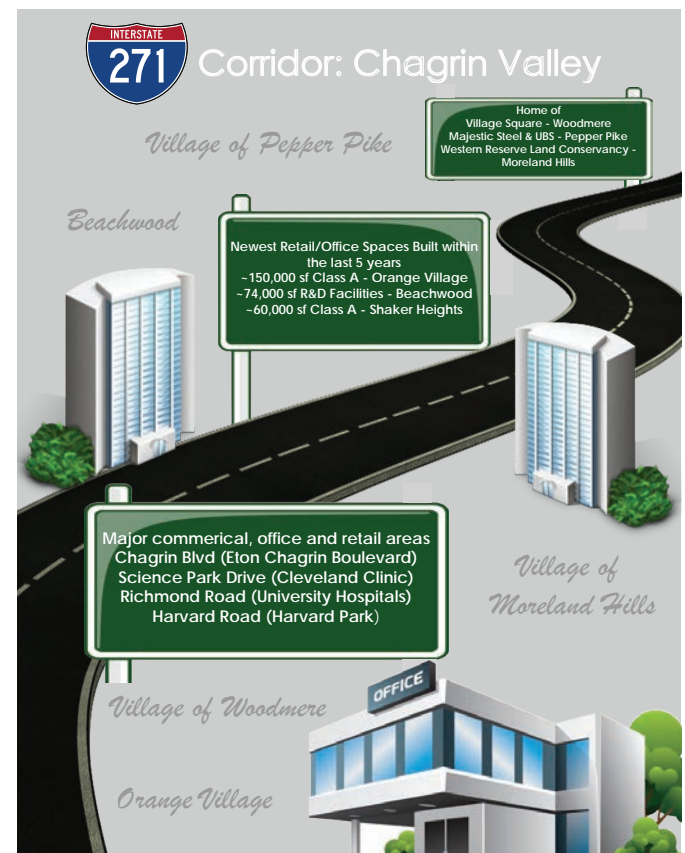 INTERSTATE
271
Corridor: Chagrin Valley
Home of
Village Square - Woodmere
Majestic Steel & UBS - Pepper Pike
Western Reserve Land Conservancy -
Moreland Hills
Village of Pepper Pike
Beachwood
Newest Retail/Office Spaces Built within
the last 5 years
~150,000 sf Class A - Orange Village
~74,000 sf R&D Facilities - Beachwood
~60,000 sf Class A - Shaker Heights
Major commerical, office and retail areas
Chagrin Blvd (Eton Chagrin Boulevard)
Science Park Drive (Cleveland Clinic)
Richmond Road (University Hospitals)
Harvard Road (Harvard Park)
Village of
Moreland Hills
OFFICE
Village of Woodmere
Orange Village